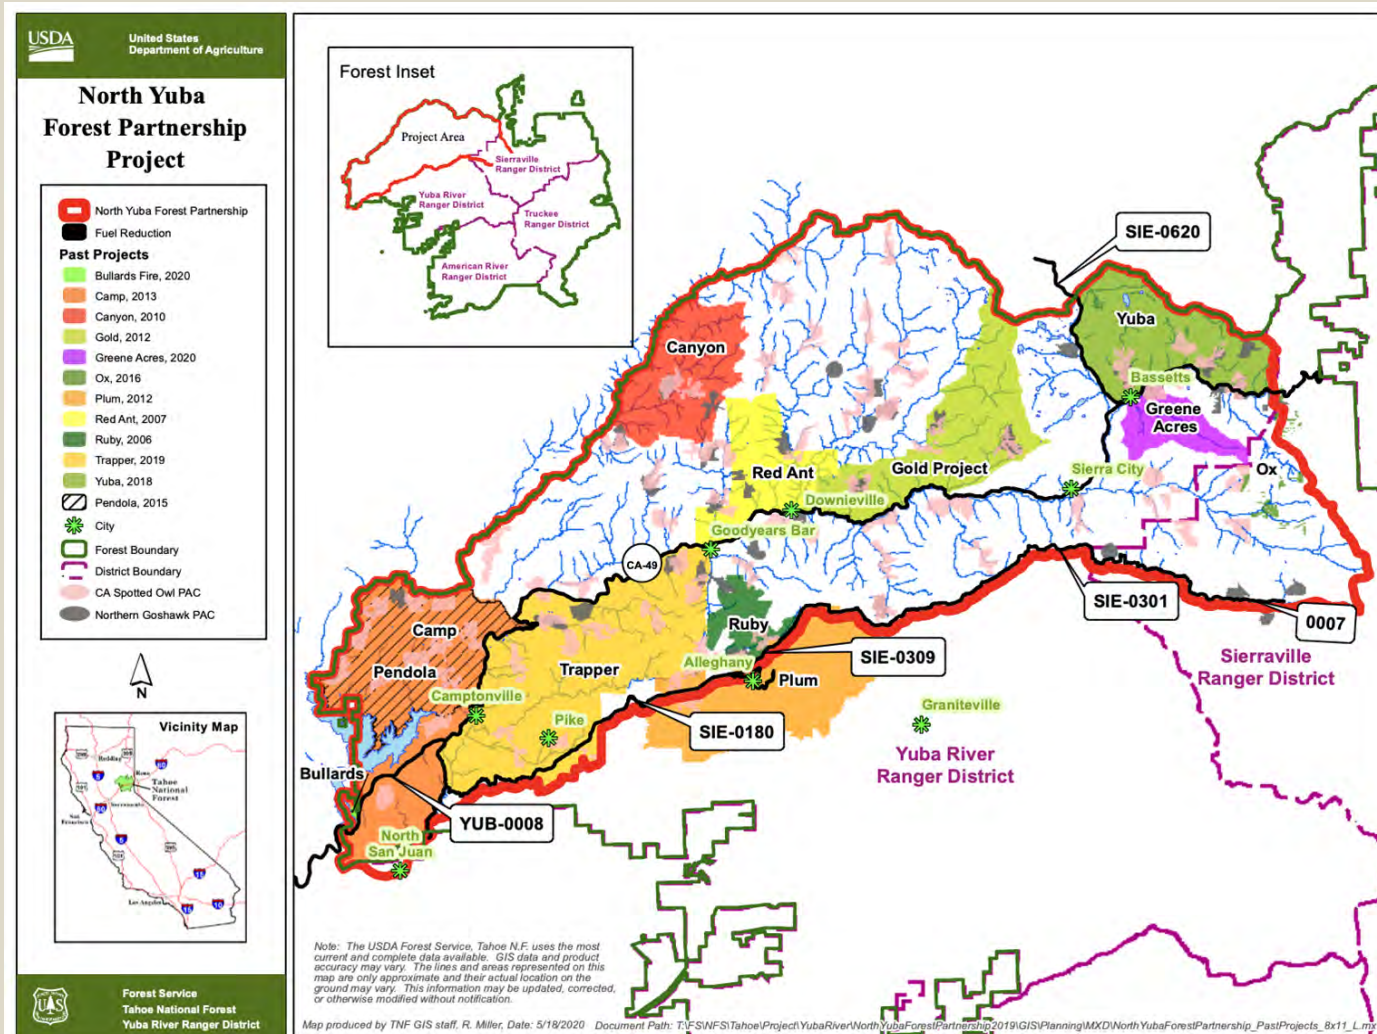 USDA
United States
Department of Agriculture
North Yuba
Forest Partnership
Project
North Yuba Forest Partnership
Fuel Reduction
Past Projects
Bullards Fire, 2020
Camp, 2013
Canyon, 2010
Gold, 2012
Greene Acres, 2020
Ox, 2016
Plum, 2012
Red Ant, 2007
Ruby, 2006
Trapper, 2019
Yuba, 2018
Pendola, 2015
City
Forest Boundary
District Boundary
CA Spotted Owl PAC
Northern Goshawk PAC
N
Vicinity Map
Redding
Reno
Tahoe
National
Forest
Sacramento
San
Francisco
Los Angeles
Forest Service
Tahoe National Forest
Yuba River Ranger District
Forest Inset
Project Area
Sierraville
Ranger District
Yuba River
Ranger District
Truckee
Ranger District
American River
Ranger District
SIE-0620
Yuba
Canyon
Bassetts
Greene
Acres
Red Ant
Gold Project
Sierra City
Ox
Downieville
Goodyears Bar
CA-49
SIE-0301
0007
Camp
Ruby
SIE-0309
Sierraville
Ranger District
Pendola
Trapper
Alleghany
Plum
Camptonville
Pike
SIE-0180
Graniteville
Yuba River
Ranger District
Bullards
YUB-0008
North
San Juan
Note: The USDA Forest Service, Tahoe N.F. uses the most
current and complete data available. GIS data and product
accuracy may vary. The lines and areas represented on this
map are only approximate and their actual location on the
ground may vary. This information may be updated, corrected,
or otherwise modified without notification.
Map produced by TNF GIS staff, R. Miller, Date: 5/18/2020 Document Path: T:\FS\NFS\Tahoe\Project\YubaRiver\NorthYubaForestPartnership2019\GIS\Planning\MXD\NorthYubaForestPartnership_PastProjects_8x11_L.mx